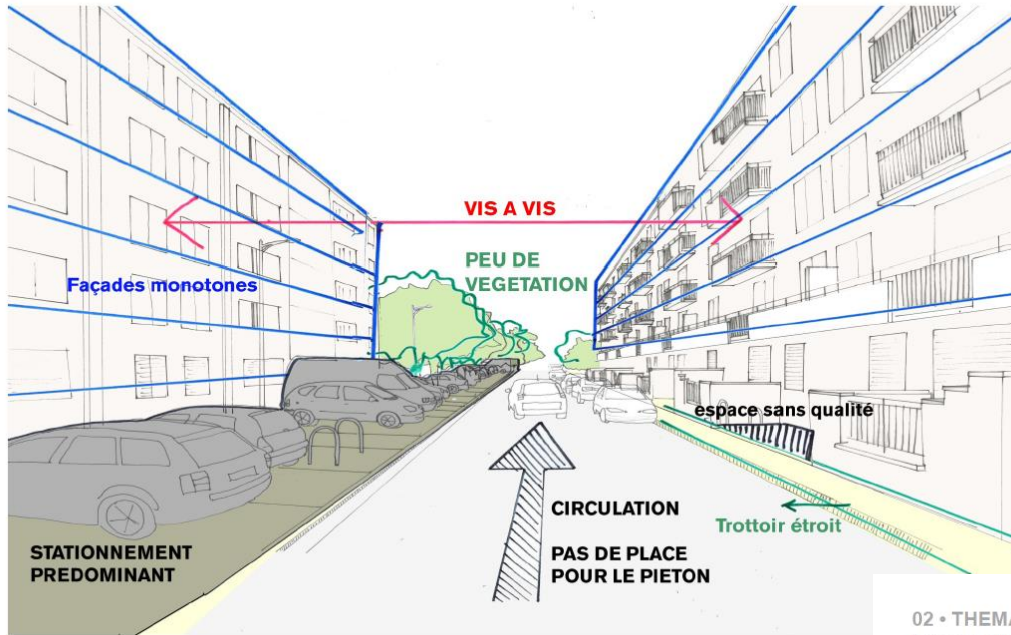 VIS A VIS
PEU DE
VEGETATION
Façades monotones
espace sans qualité
CIRCULATION
Trottoir étroit
STATIONNEMENT
PREDOMINANT
PAS DE PLACE
POUR LE PIETON
02 • THEMA